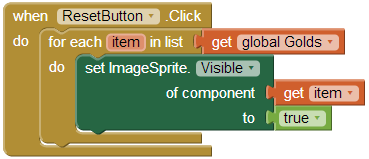 when ResetButton .Click
do for each item in list get global Golds
do set ImageSprite. Visible
of component get item
to true